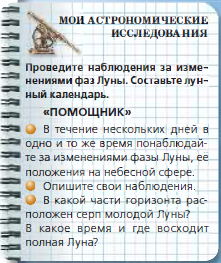 МОИ АСТРОНОМИЧЕСКИЕ
ИССЛЕДОВАНИЯ
Проведите наблюдения за изме-
нениями фаз Луны. Составьте лун-
ный календарь.
«ПОМОЩНИК»
В течение нескольких дней в
одно и то же время понаблюдай-
те за изменениями фазы Луны, ее
положения на небесной сфере.
Опишите свои наблюдения.
В какой части горизонта рас-
положен серп молодой Луны?
В какое время и где восходит
полная Луна?